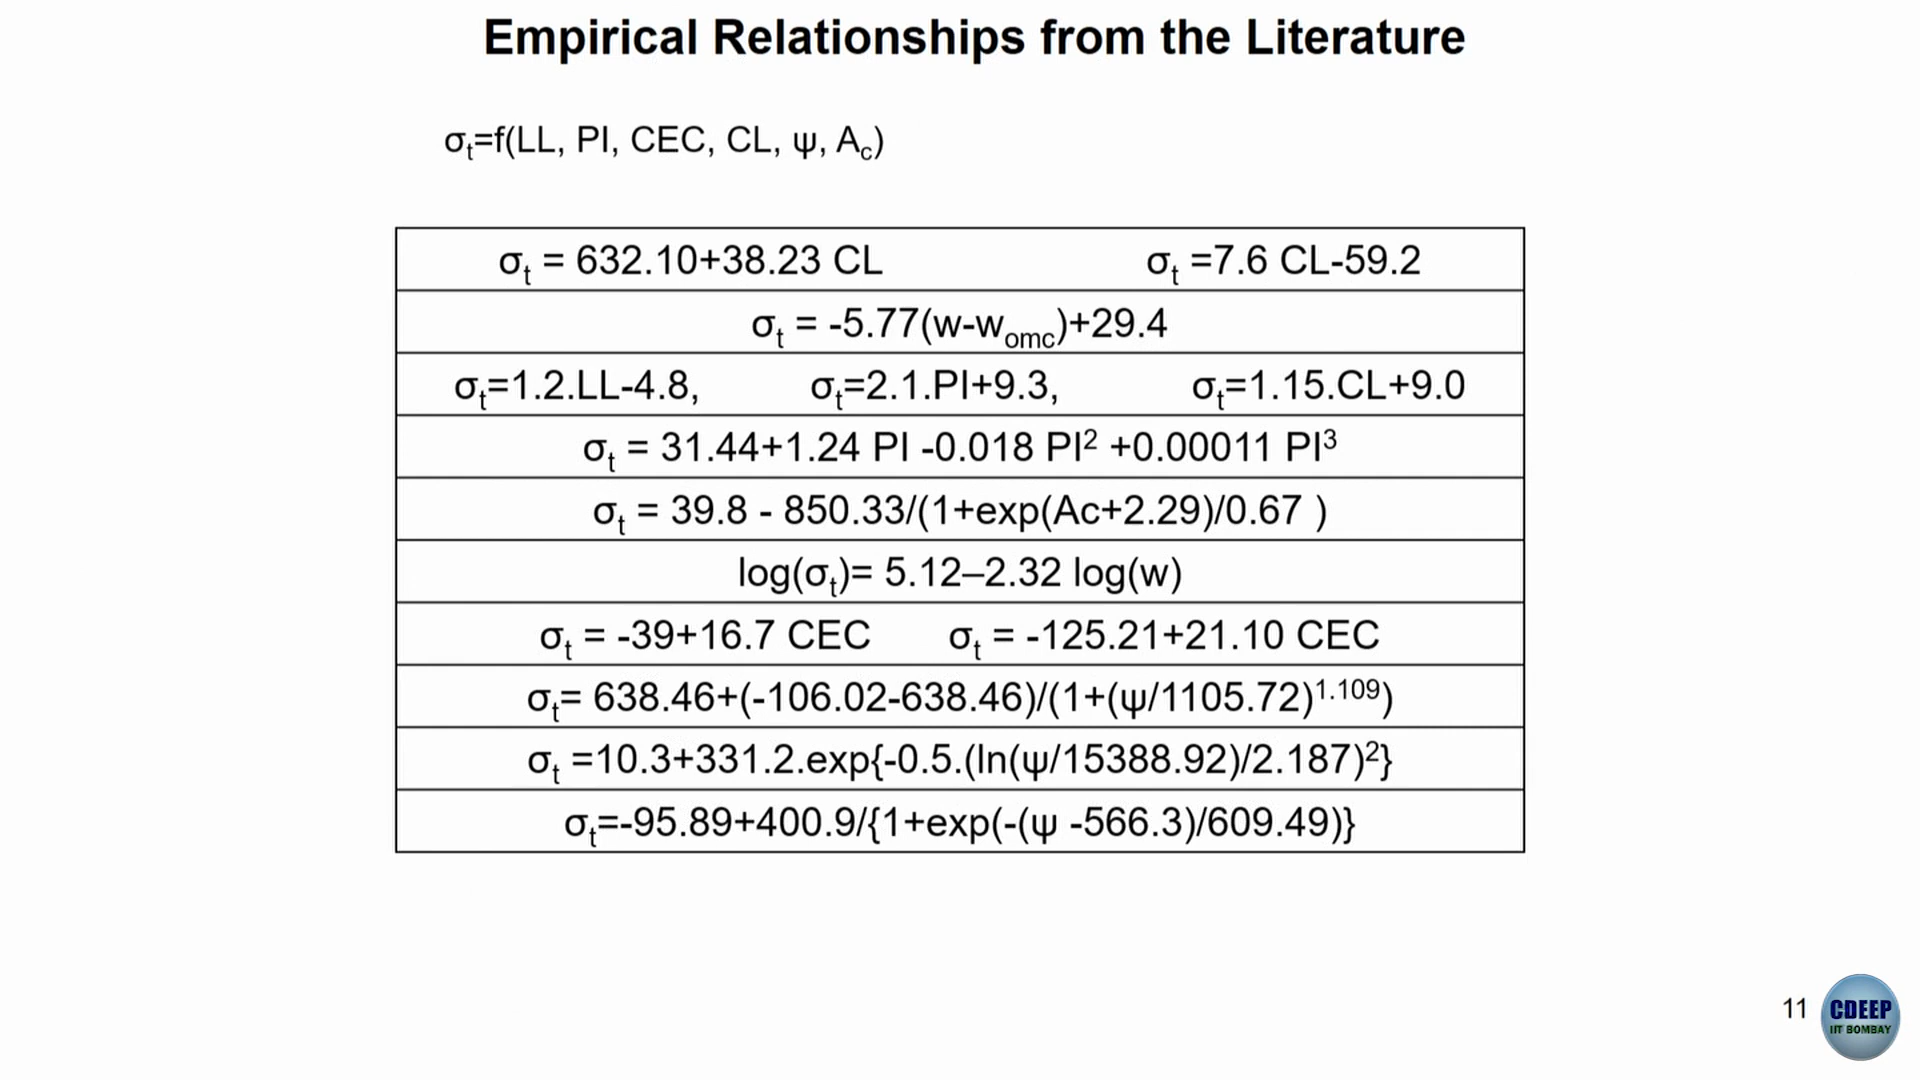 Empirical Relationships from the Literature
σₜ=f(LL, PI, CEC, CL, ψ, A꜀)
σₜ = 632.10+38.23 CL σₜ =7.6 CL-59.2
σₜ = -5.77(w-wₒₘ꜀)+29.4
σₜ=1.2.LL-4.8, σₜ=2.1.PI+9.3, σₜ=1.15.CL+9.0
σₜ = 31.44+1.24 PI -0.018 PI² +0.00011 PI³
σₜ = 39.8 - 850.33/(1+exp(Ac+2.29)/0.67 )
log(σₜ)= 5.12–2.32 log(w)
σₜ = -39+16.7 CEC σₜ = -125.21+21.10 CEC
σₜ= 638.46+(-106.02-638.46)/(1+(ψ/1105.72)¹·¹⁰⁹)
σₜ =10.3+331.2.exp{-0.5.(ln(ψ/15388.92)/2.187)²}
σₜ=-95.89+400.9/{1+exp(-(ψ -566.3)/609.49)}
11
CDEEP
IIT BOMBAY